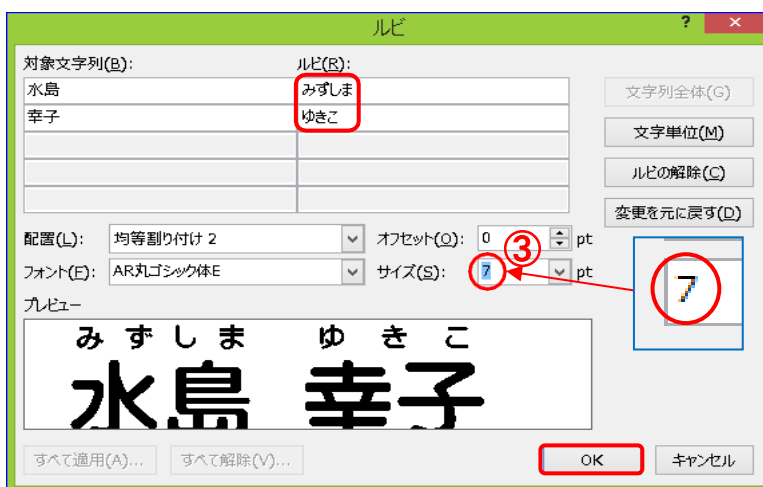 ルビ ? ×
対象文字列(B): ルビ(R):
水島 みずしま
幸子 ゆきこ
文字列全体(G)
文字単位(M)
ルビの解除(C)
変更を元に戻す(D)
配置(L): 均等割り付け 2 オフセット(O): 0 pt
③
フォント(F): AR丸ゴシック体E サイズ(S): 7 pt
7
プレビュー
みずしま ゆきこ
水島 幸子
すべて適用(A)... すべて解除(V)... OK キャンセル